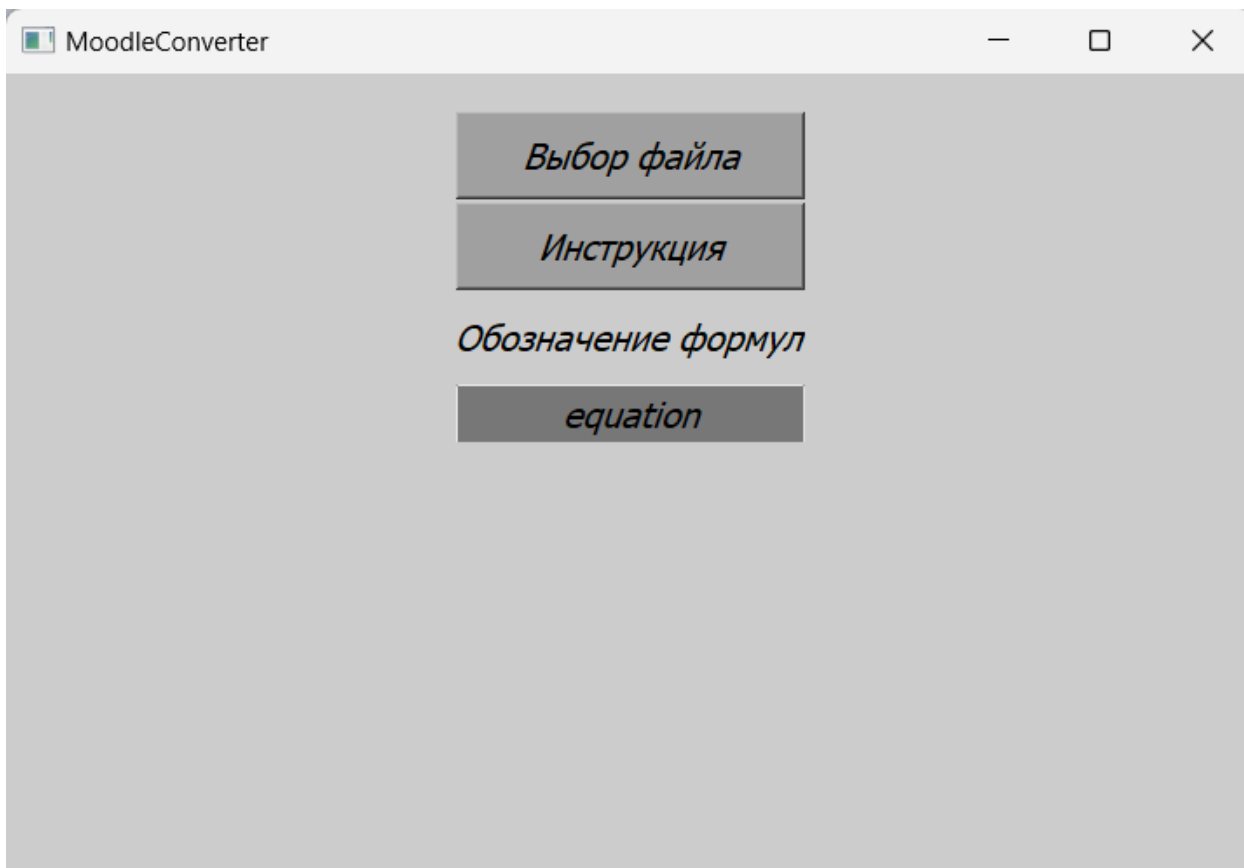 MoodleConverter
Выбор файла
Инструкция
Обозначение формул
equation